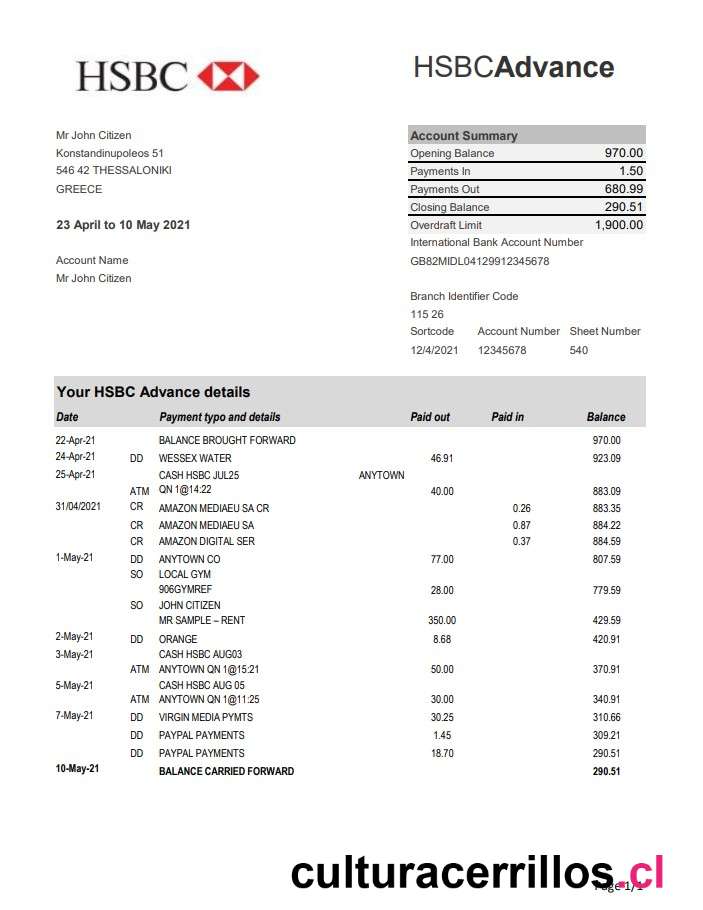 HSBC
HSBCAdvance
Mr John Citizen
Konstandinupoleos 51
546 42 THESSALONIKI
GREECE
23 April to 10 May 2021
Account Name
Mr John Citizen
Account Summary
Opening Balance 970.00
Payments In 1.50
Payments Out 680.99
Closing Balance 290.51
Overdraft Limit 1,900.00
International Bank Account Number
GB82MIDL04129912345678
Branch Identifier Code
115 26
Sortcode Account Number Sheet Number
12/4/2021 12345678 540
Your HSBC Advance details
Date Payment typo and details Paid out Paid in Balance
22-Apr-21 BALANCE BROUGHT FORWARD 970.00
24-Apr-21 DD WESSEX WATER 46.91 923.09
25-Apr-21 CASH HSBC JUL25 ANYTOWN
ATM QN 1@14:22 40.00 883.09
31/04/2021 CR AMAZON MEDIAEU SA CR 0.26 883.35
CR AMAZON MEDIAEU SA 0.87 884.22
CR AMAZON DIGITAL SER 0.37 884.59
1-May-21 DD ANYTOWN CO 77.00 807.59
SO LOCAL GYM
906GYMREF 28.00 779.59
SO JOHN CITIZEN
MR SAMPLE – RENT 350.00 429.59
2-May-21 DD ORANGE 8.68 420.91
3-May-21 CASH HSBC AUG03
ATM ANYTOWN QN 1@15:21 50.00 370.91
5-May-21 CASH HSBC AUG 05
ATM ANYTOWN QN 1@11:25 30.00 340.91
7-May-21 DD VIRGIN MEDIA PYMTS 30.25 310.66
DD PAYPAL PAYMENTS 1.45 309.21
DD PAYPAL PAYMENTS 18.70 290.51
10-May-21 BALANCE CARRIED FORWARD 290.51
culturacerrillos.cl
Page 1/1